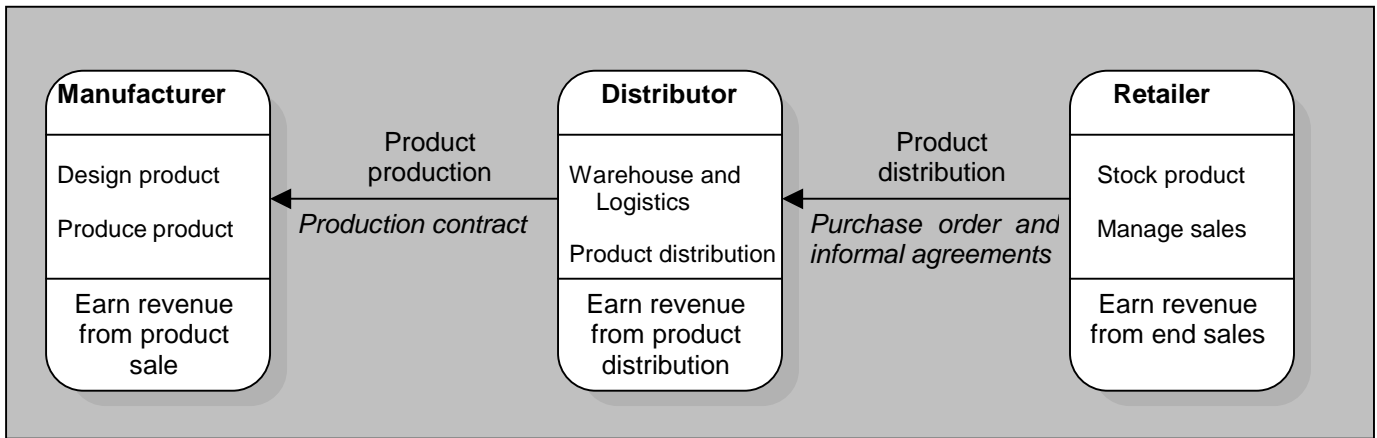 Manufacturer
Design product
Produce product
Earn revenue
from product
sale
Product
production
Production contract
Distributor
Warehouse and
Logistics
Product distribution
Earn revenue
from product
distribution
Product
distribution
Purchase order and
informal agreements
Retailer
Stock product
Manage sales
Earn revenue
from end sales